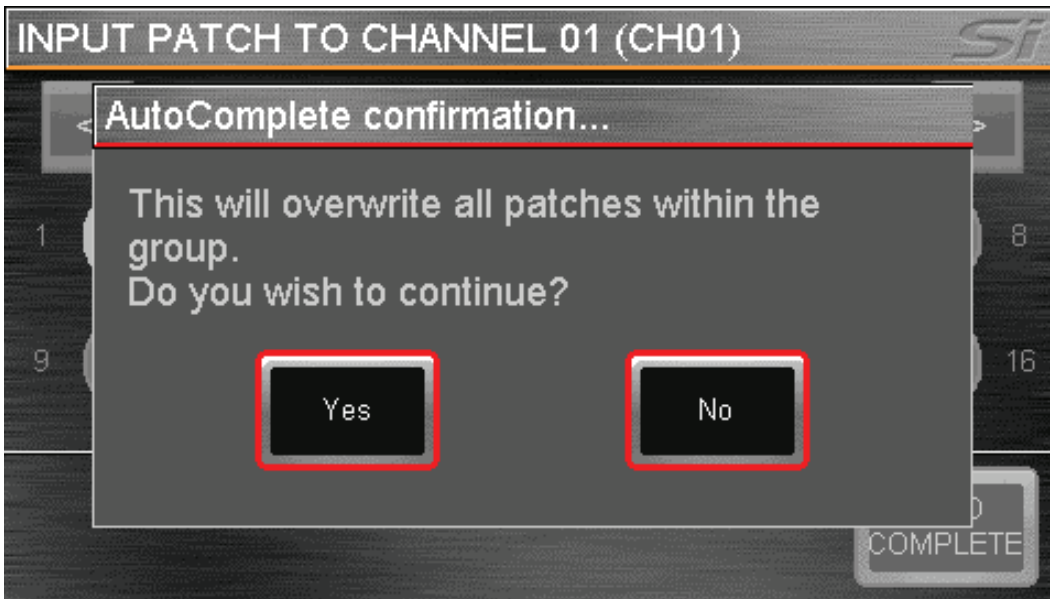 INPUT PATCH TO CHANNEL 01 (CH01)
Si
<
AutoComplete confirmation...
>
This will overwrite all patches within the
group.
Do you wish to continue?
1
8
9
16
Yes
No
COMPLETE